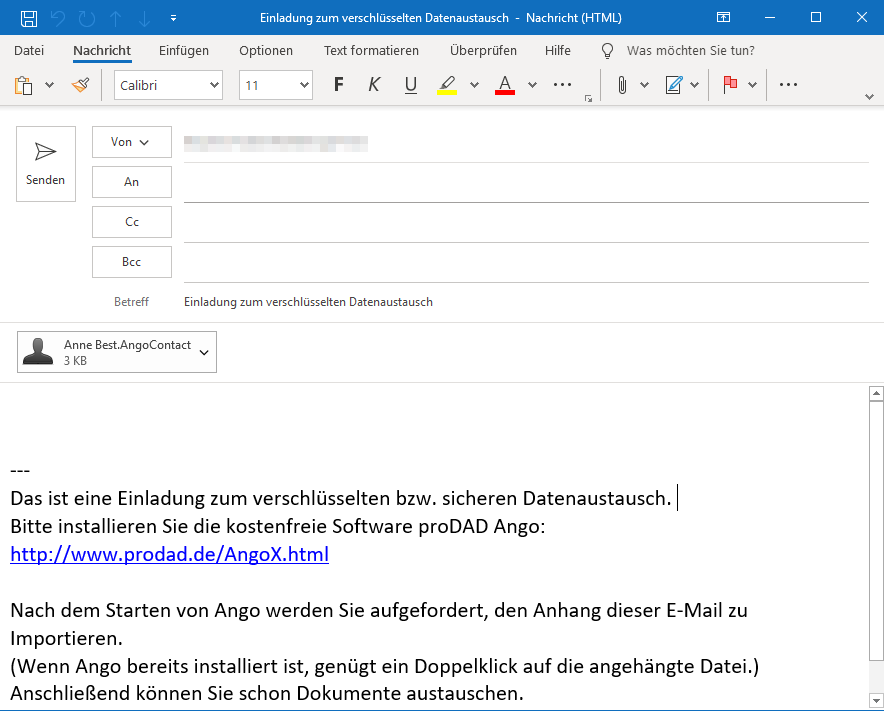 Einladung zum verschlüsselten Datenaustausch - Nachricht (HTML)
Datei Nachricht Einfügen Optionen Text formatieren Überprüfen Hilfe Was möchten Sie tun?
Calibri 11 F K U A
Von
Senden
An
Cc
Bcc
Betreff Einladung zum verschlüsselten Datenaustausch
Anne Best.AngoContact
3 KB
---
Das ist eine Einladung zum verschlüsselten bzw. sicheren Datenaustausch.
Bitte installieren Sie die kostenfreie Software proDAD Ango:
http://www.prodad.de/AngoX.html
Nach dem Starten von Ango werden Sie aufgefordert, den Anhang dieser E-Mail zu
Importieren.
(Wenn Ango bereits installiert ist, genügt ein Doppelklick auf die angehängte Datei.)
Anschließend können Sie schon Dokumente austauschen.